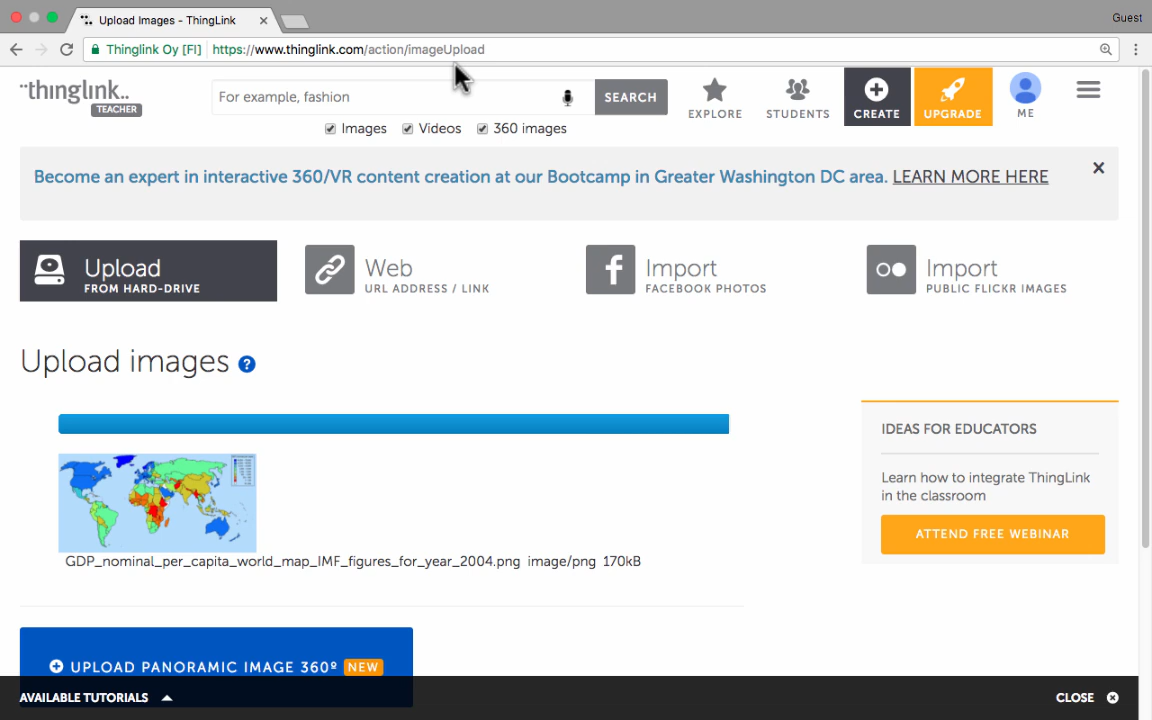 Upload Images - ThingLink
Guest
Thinglink Oy [FI]
https://www.thinglink.com/action/imageUpload
thinglink..
TEACHER
For example, fashion
SEARCH
EXPLORE
STUDENTS
CREATE
UPGRADE
ME
Images
Videos
360 images
Become an expert in interactive 360/VR content creation at our Bootcamp in Greater Washington DC area. LEARN MORE HERE
Upload
FROM HARD-DRIVE
Web
URL ADDRESS / LINK
Import
FACEBOOK PHOTOS
Import
PUBLIC FLICKR IMAGES
Upload images
IDEAS FOR EDUCATORS
Learn how to integrate ThingLink
in the classroom
ATTEND FREE WEBINAR
GDP_nominal_per_capita_world_map_IMF_figures_for_year_2004.png image/png 170kB
UPLOAD PANORAMIC IMAGE 360º NEW
AVAILABLE TUTORIALS
CLOSE